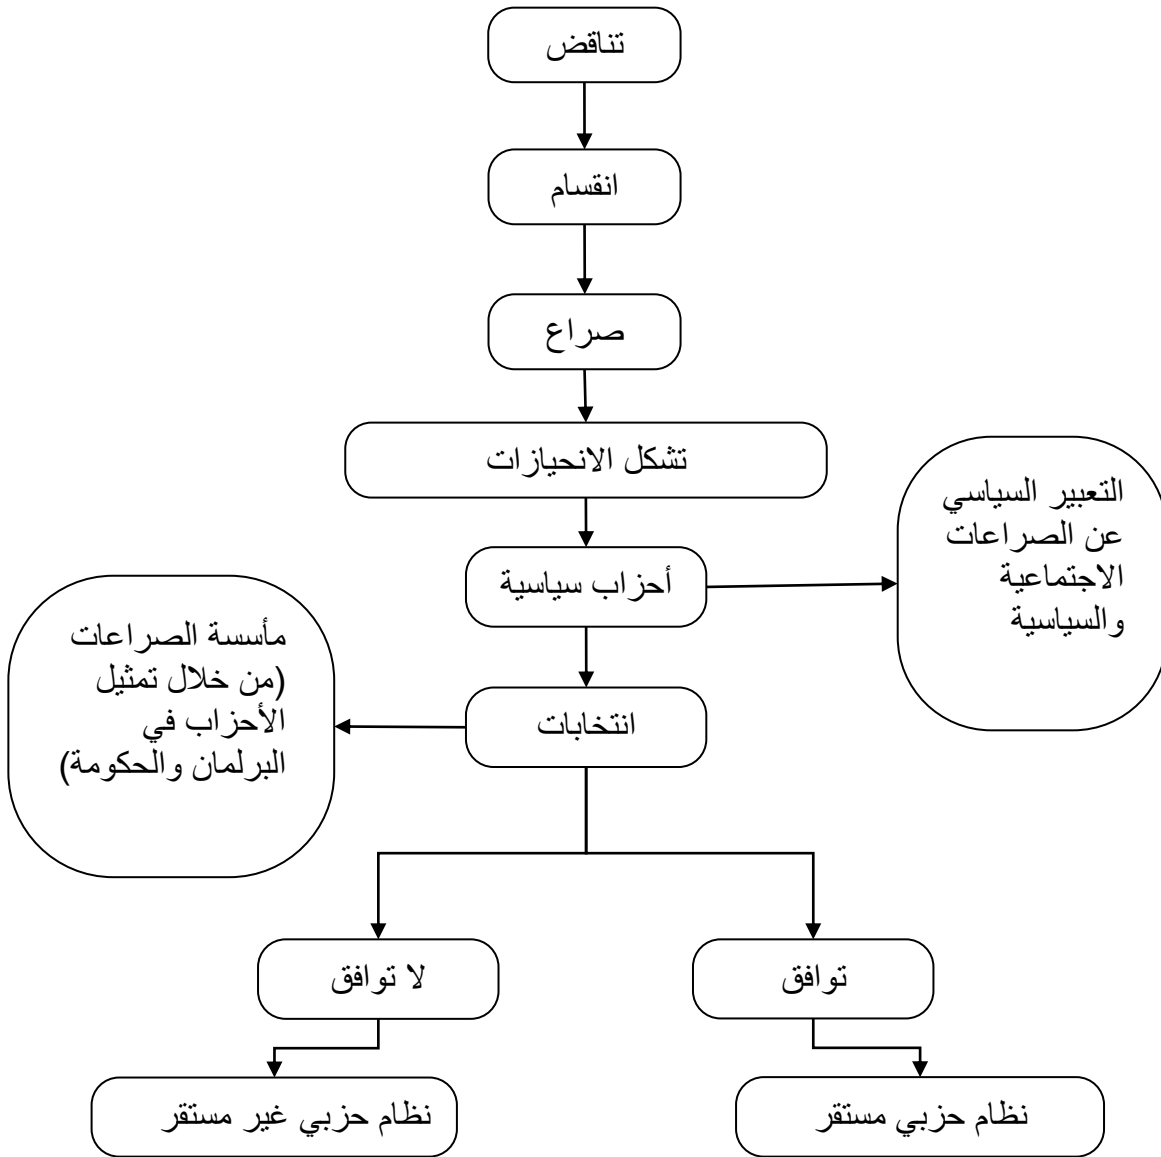 تناقض
انقسام
صراع
تشكل الانحيازات
أحزاب سياسية
التعبير السياسي
عن الصراعات
الاجتماعية
والسياسية
انتخابات
مأسسة الصراعات
(من خلال تمثيل
الأحزاب في
البرلمان والحكومة)
توافق
لا توافق
نظام حزبي مستقر
نظام حزبي غير مستقر